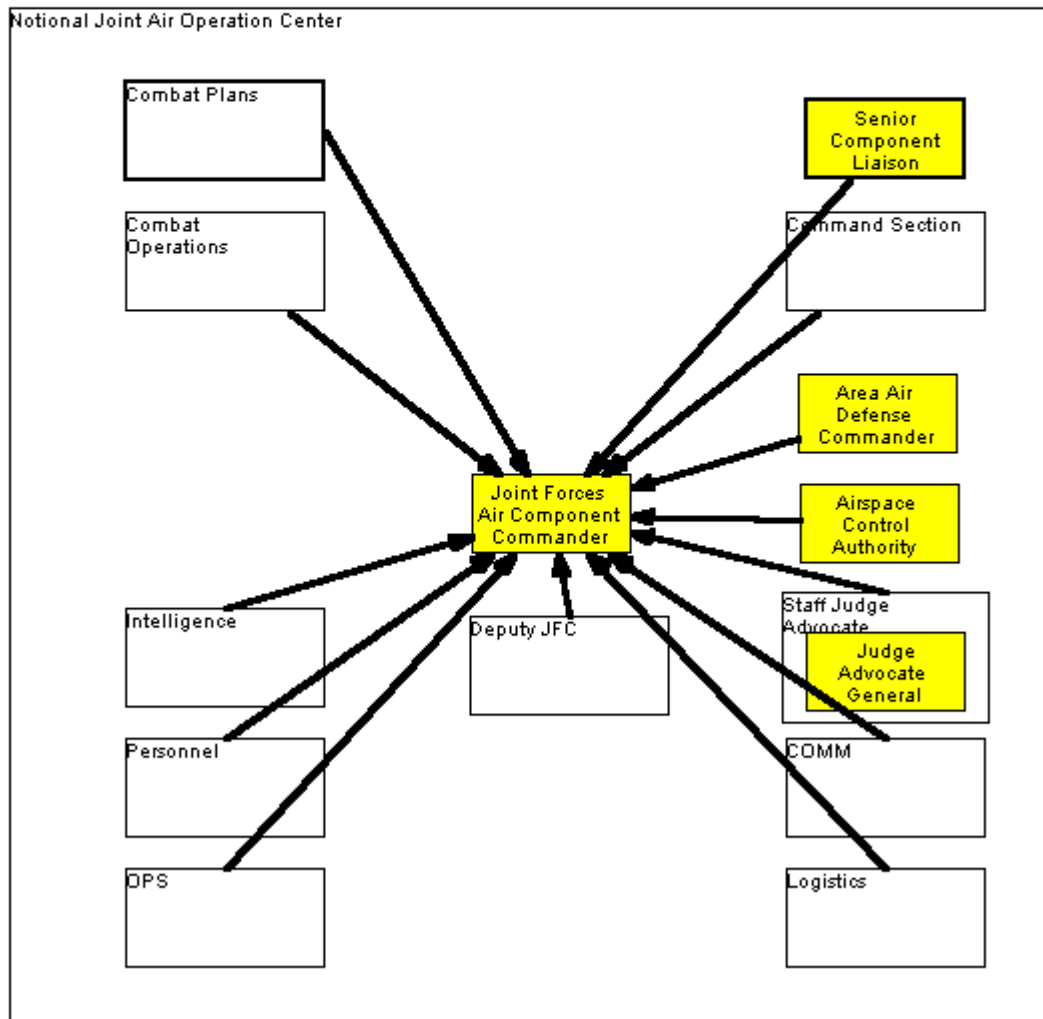 Notional Joint Air Operation Center
Combat Plans
Senior
Component
Liaison
Combat
Operations
Command Section
Area Air
Defense
Commander
Joint Forces
Air Component
Commander
Airspace
Control
Authority
Intelligence
Deputy JFC
Staff Judge
Advocate
Judge
Advocate
General
Personnel
COMM
OPS
Logistics